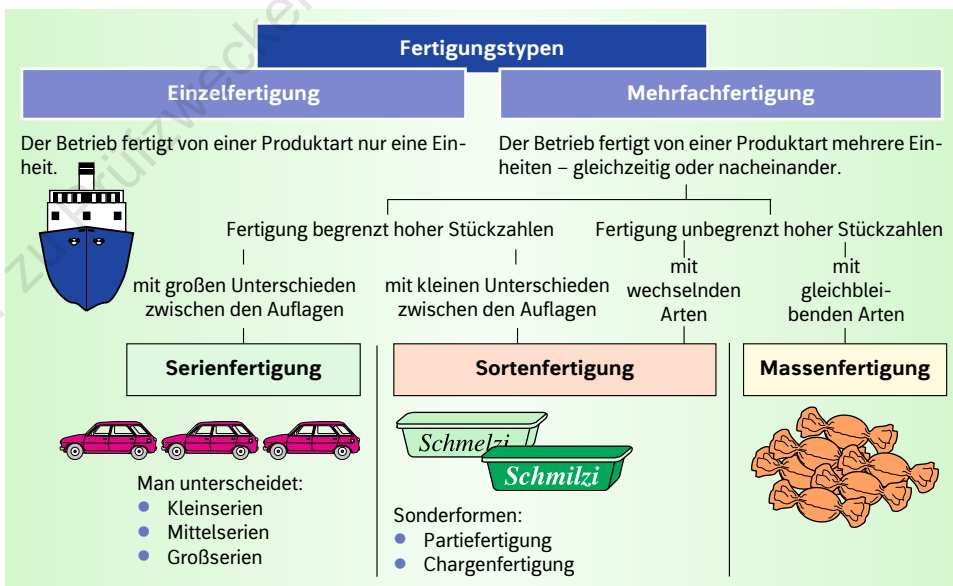 Fertigungstypen
Einzelfertigung
Mehrfachfertigung
Der Betrieb fertigt von einer Produktart nur eine Ein-
heit.
Der Betrieb fertigt von einer Produktart mehrere Ein-
heiten – gleichzeitig oder nacheinander.
Fertigung begrenzt hoher Stückzahlen
Fertigung unbegrenzt hoher Stückzahlen
mit großen Unterschieden
zwischen den Auflagen
mit kleinen Unterschieden
zwischen den Auflagen
mit
wechselnden
Arten
mit
gleichblei-
benden Arten
Serienfertigung
Sortenfertigung
Massenfertigung
Schmelzi
Schmilzi
Man unterscheidet:
• Kleinserien
• Mittelserien
• Großserien
Sonderformen:
• Partiefertigung
• Chargenfertigung